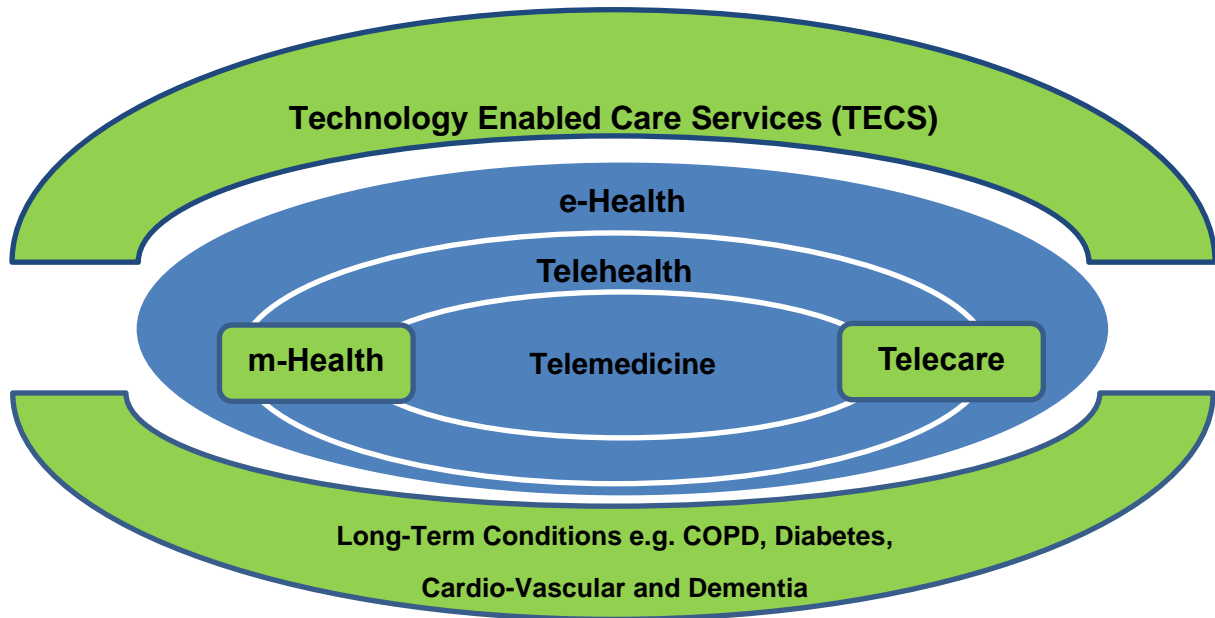 Technology Enabled Care Services (TECS)
e-Health
Telehealth
m-Health
Telemedicine
Telecare
Long-Term Conditions e.g. COPD, Diabetes,
Cardio-Vascular and Dementia